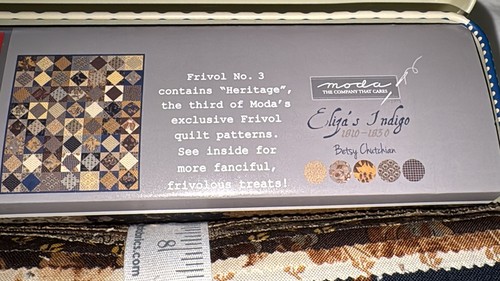 Frivol No. 3
contains "Heritage",
the third of Moda's
exclusive Frivol
quilt patterns.
See inside for
more fanciful,
frivolous treats!
moda
THE COMPANY THAT CARES
Eliza's Indigo
1810-1830
Betsy Chutchian
8